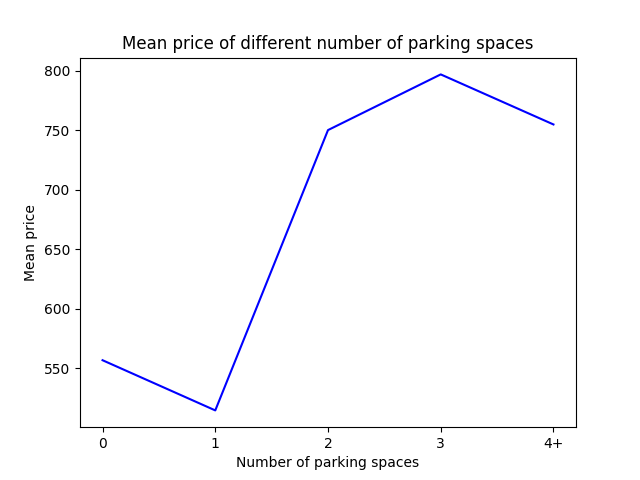 Mean price of different number of parking spaces
800
750
700
650
600
550
Mean price
0 1 2 3 4+
Number of parking spaces